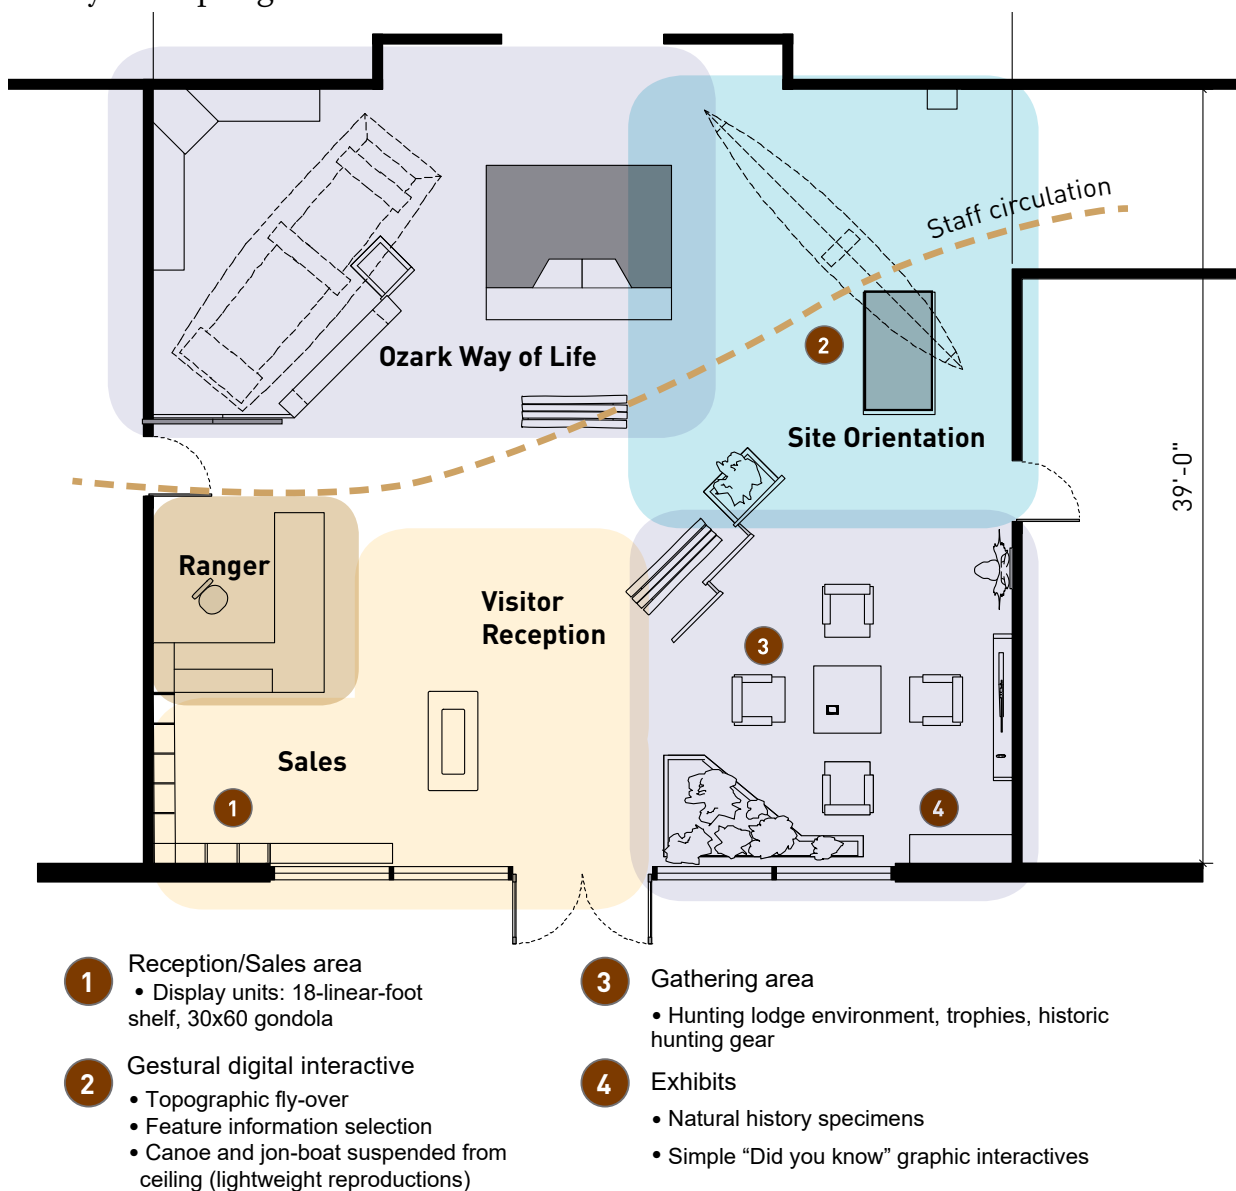 Staff circulation
Ozark Way of Life
2
Site Orientation
39'-0"
Ranger
Visitor
Reception
3
Sales
1
4
1
Reception/Sales area
• Display units: 18-linear-foot
shelf, 30x60 gondola
2
Gestural digital interactive
• Topographic fly-over
• Feature information selection
• Canoe and jon-boat suspended from
ceiling (lightweight reproductions)
3
Gathering area
• Hunting lodge environment, trophies, historic
hunting gear
4
Exhibits
• Natural history specimens
• Simple “Did you know” graphic interactives